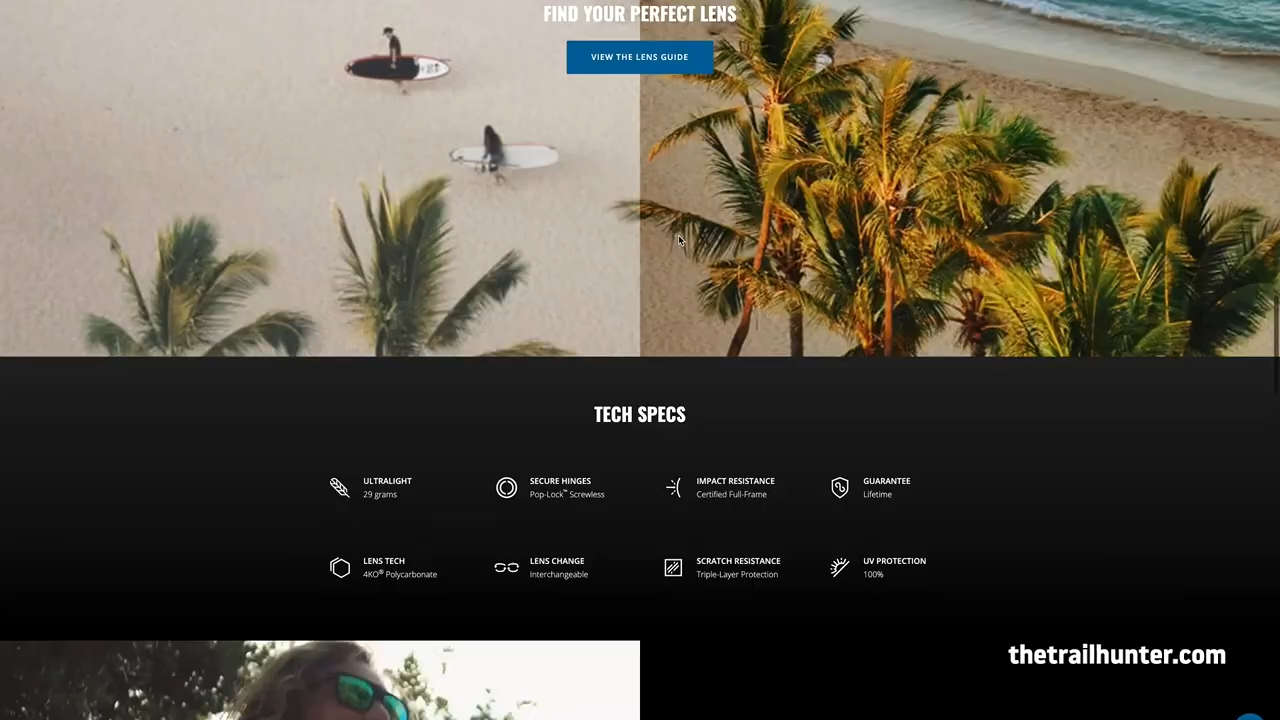 FIND YOUR PERFECT LENS
VIEW THE LENS GUIDE
TECH SPECS
ULTRALIGHT
29 grams
SECURE HINGES
Pop-Lock™ Screwless
IMPACT RESISTANCE
Certified Full-Frame
GUARANTEE
Lifetime
LENS TECH
4KO® Polycarbonate
LENS CHANGE
Interchangeable
SCRATCH RESISTANCE
Triple-Layer Protection
UV PROTECTION
100%
thetrailhunter.com